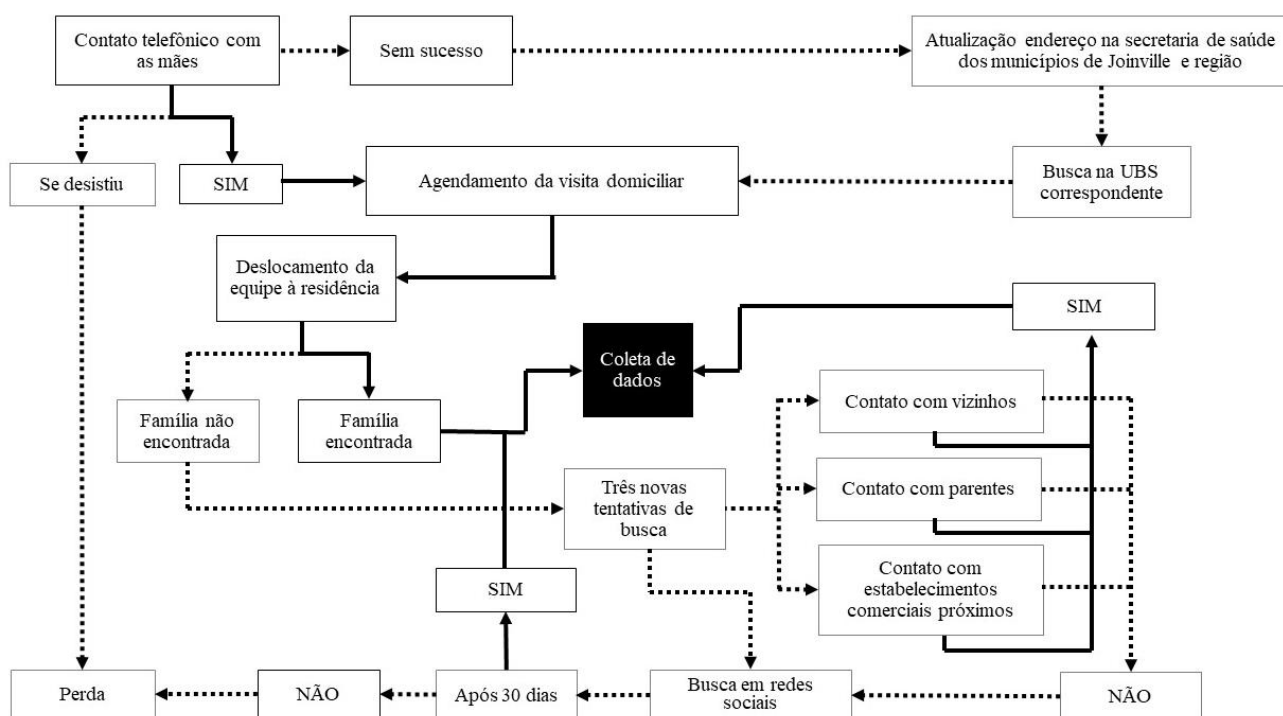 Contato telefônico com
as mães
Sem sucesso
Atualização endereço na secretaria de saúde
dos municípios de Joinville e região
Se desistiu
SIM
Agendamento da visita domiciliar
Busca na UBS
correspondente
Deslocamento da
equipe à residência
SIM
Coleta de
dados
Família não
encontrada
Família
encontrada
Contato com vizinhos
Três novas
tentativas de
busca
Contato com parentes
SIM
Contato com
estabelecimentos
comerciais próximos
Perda
NÃO
Após 30 dias
Busca em redes
sociais
NÃO